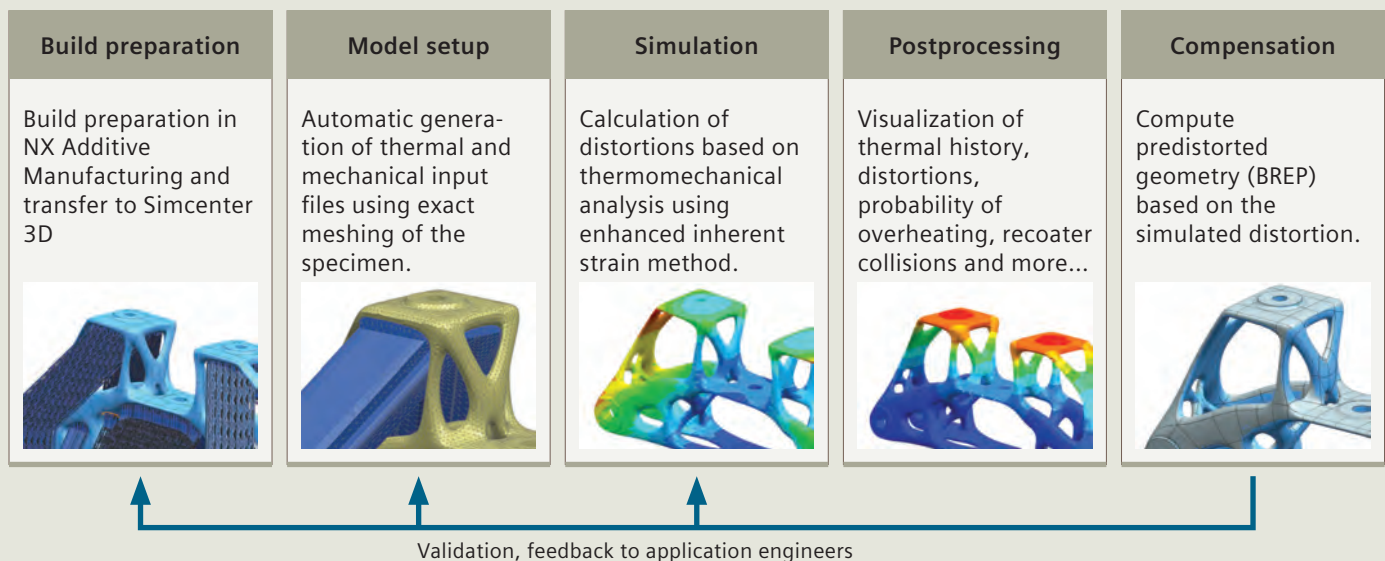 Build preparation
Build preparation in
NX Additive
Manufacturing and
transfer to Simcenter
3D
Model setup
Automatic genera-
tion of thermal and
mechanical input
files using exact
meshing of the
specimen.
Simulation
Calculation of
distortions based on
thermomechanical
analysis using
enhanced inherent
strain method.
Postprocessing
Visualization of
thermal history,
distortions,
probability of
overheating, recoater
collisions and more...
Compensation
Compute
predistorted
geometry (BREP)
based on the
simulated distortion.
Validation, feedback to application engineers